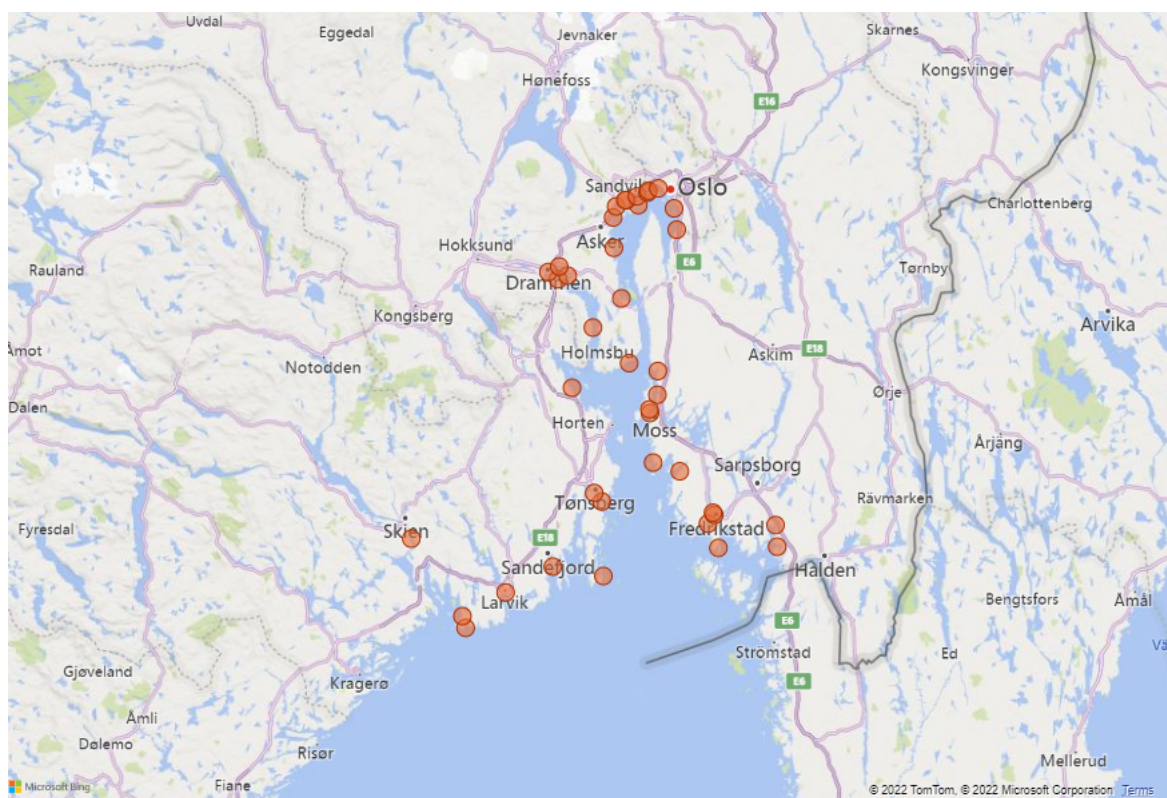 Uvdal
Eggedal
Jevnaker
Skarnes
Hønefoss
Kongsvinger
E16
Sandvik
Oslo
Charlottenberg
Asker
Hokksund
E6
Rauland
Tørnby
Drammen
Kongsberg
Arvika
Åmot
Holmsbu
Askim
E18
Notodden
Ørje
Dalen
Horten
Moss
Årjäng
Sarpsborg
Tønsberg
Rävmarken
Fyresdal
Skien
Fredrikstad
E18
Sandefjord
Halden
Larvik
Bengtsfors
Åmål
E6
Vä
Strömstad
Ed
Gjøveland
Kragerø
E6
Åmli
Dølemo
Risør
Mellerud
Fiane
Microsoft Bing
© 2022 TomTom, © 2022 Microsoft Corporation Terms